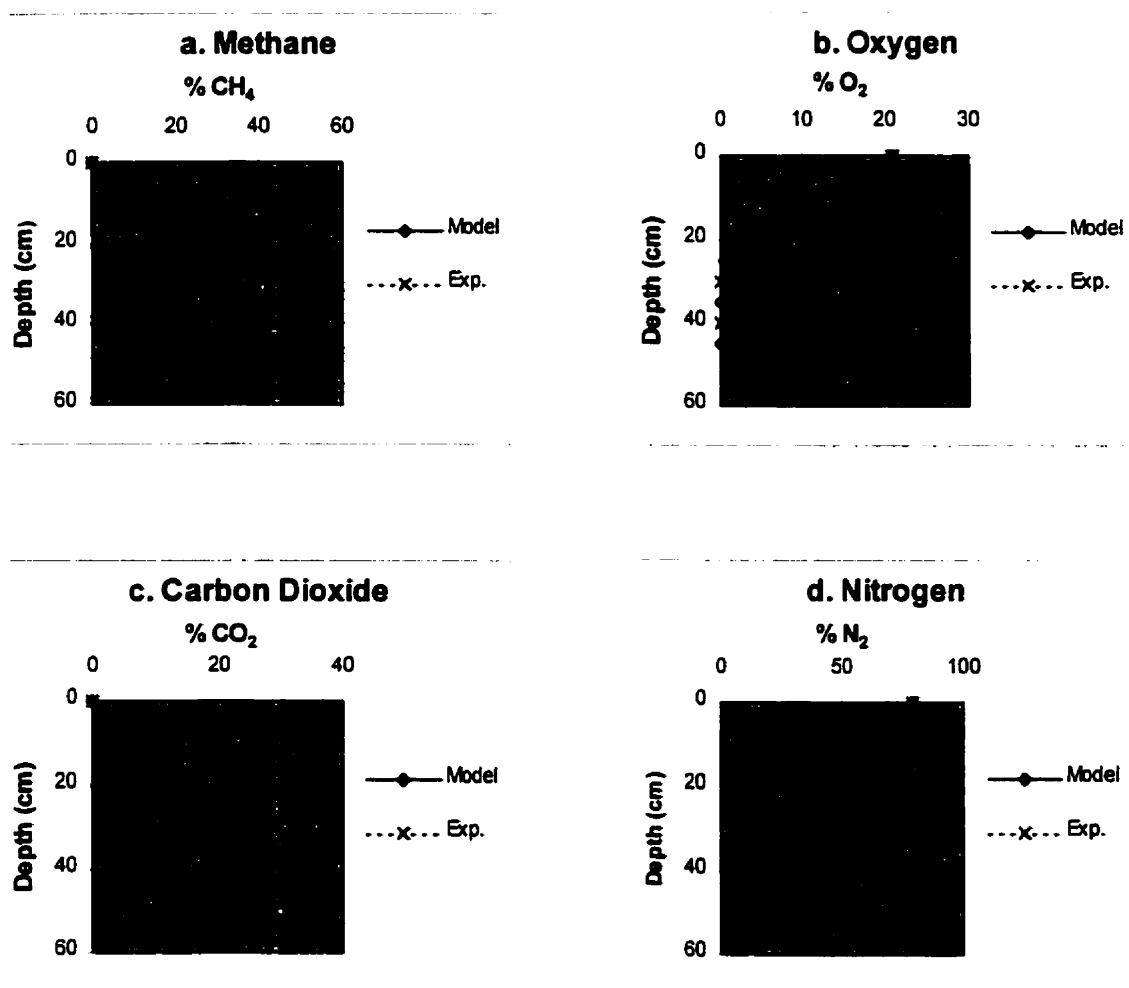 a. Methane
% CH₄
0 20 40 60
0
20
40
60
Depth (cm)
Model
Exp.
b. Oxygen
% O₂
0 10 20 30
0
20
40
60
Depth (cm)
Model
Exp.
c. Carbon Dioxide
% CO₂
0 20 40
0
20
40
60
Depth (cm)
Model
Exp.
d. Nitrogen
% N₂
0 50 100
0
20
40
60
Depth (cm)
Model
Exp.